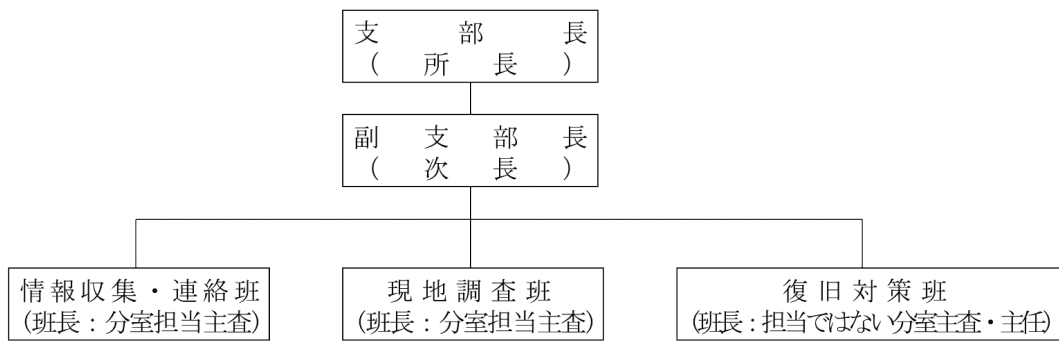 支部長
(所長)
副支部長
(次長)
情報収集・連絡班
(班長：分室担当主査)
現地調査班
(班長：分室担当主査)
復旧対策班
(班長：担当ではない分室主査・主任)